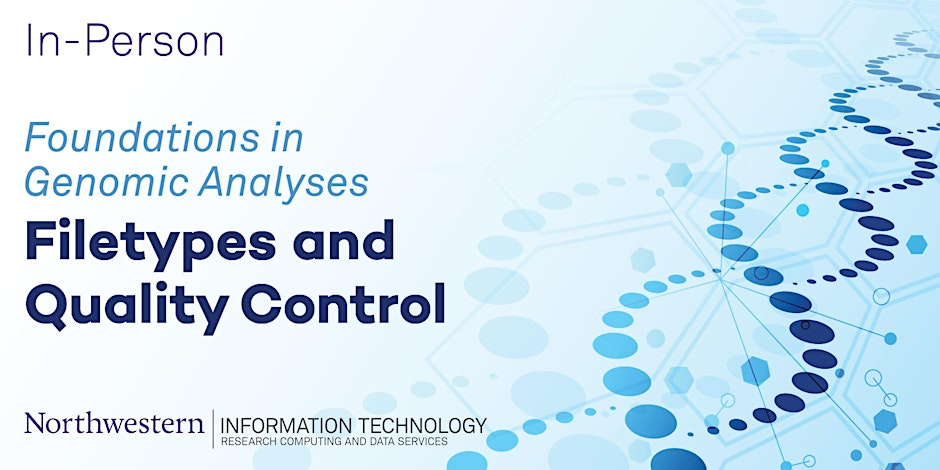 In-Person
Foundations in
Genomic Analyses
Filetypes and
Quality Control
Northwestern
INFORMATION TECHNOLOGY
RESEARCH COMPUTING AND DATA SERVICES